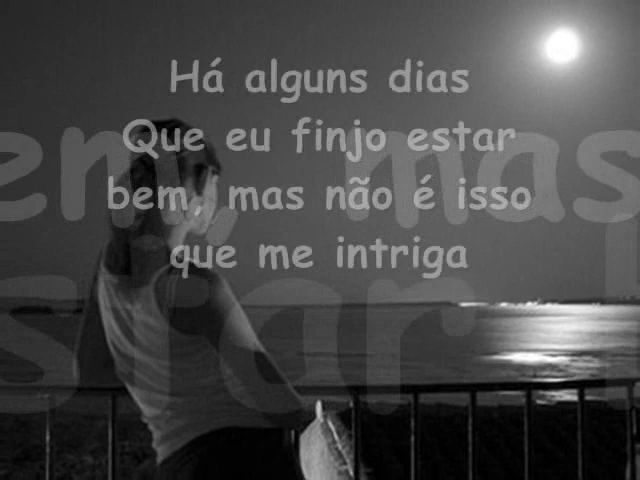 Há alguns dias
Que eu finjo estar
bem, mas não é isso
que me intriga